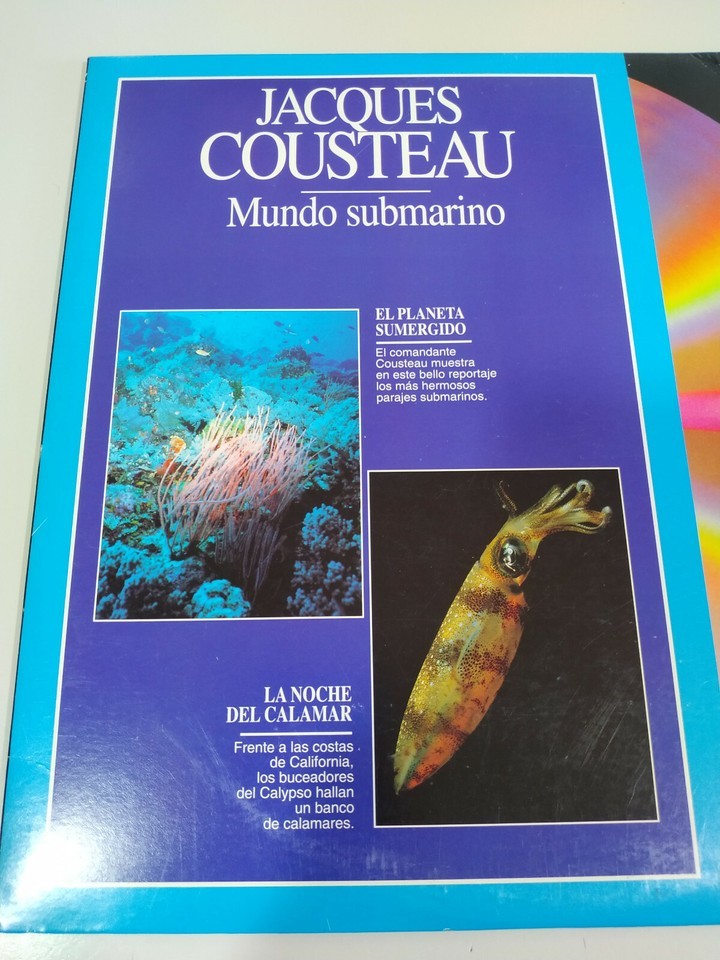 JACQUES
COUSTEAU
Mundo submarino
EL PLANETA
SUMERGIDO
El comandante
Cousteau muestra
en este bello reportaje
los más hermosos
parajes submarinos.
LA NOCHE
DEL CALAMAR
Frente a las costas
de California,
los buceadores
del Calypso hallan
un banco
de calamares.